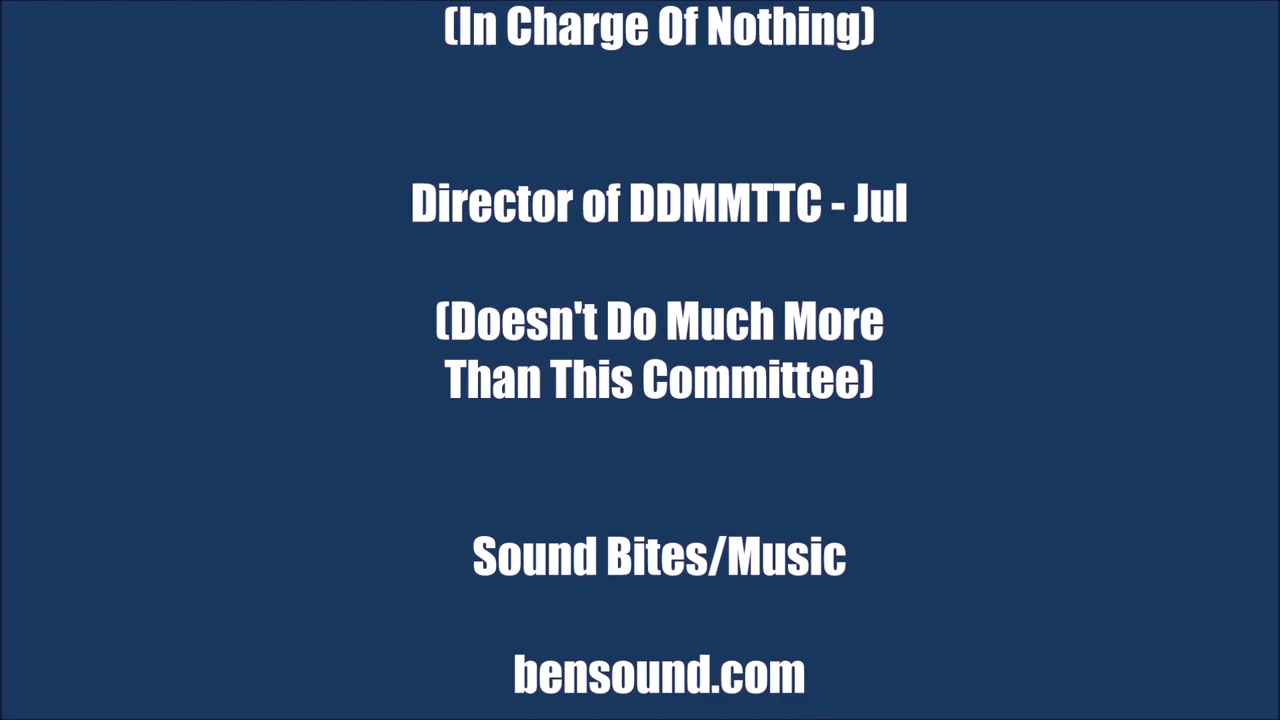 (In Charge Of Nothing)
Director of DDMMTTC - Jul
(Doesn't Do Much More
Than This Committee)
Sound Bites/Music
bensound.com